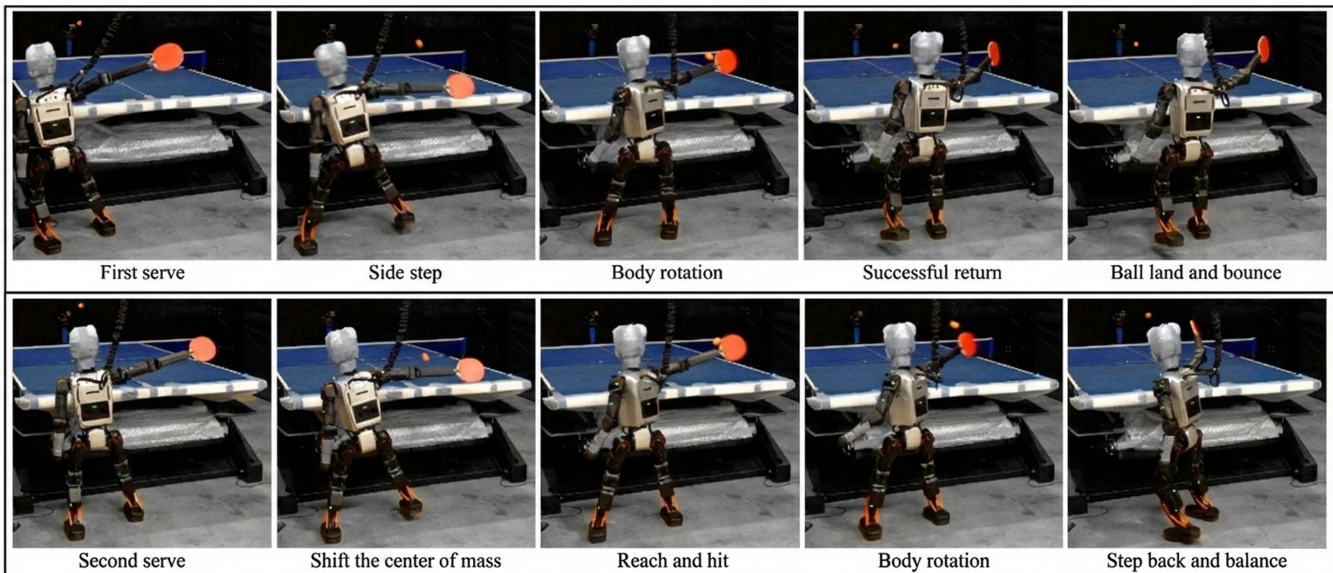 First serve
Side step
Body rotation
Successful return
Ball land and bounce
Second serve
Shift the center of mass
Reach and hit
Body rotation
Step back and balance